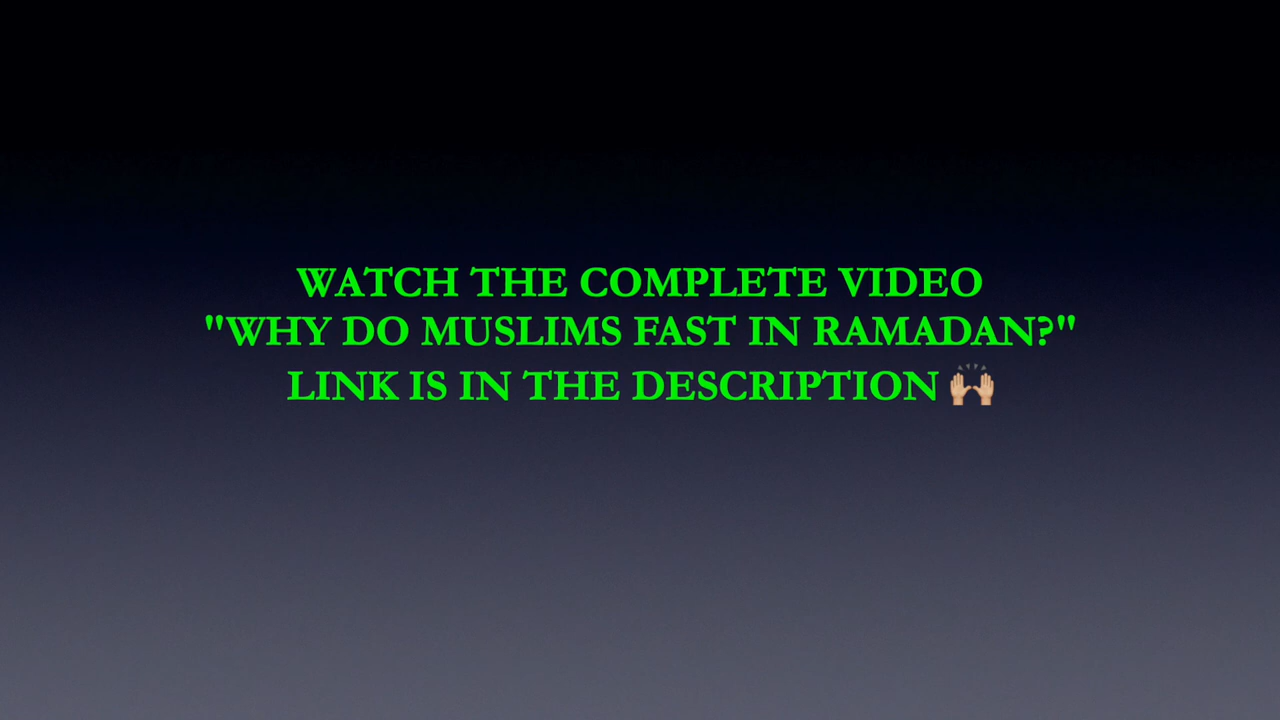 WATCH THE COMPLETE VIDEO
"WHY DO MUSLIMS FAST IN RAMADAN?"
LINK IS IN THE DESCRIPTION 🙌🏼